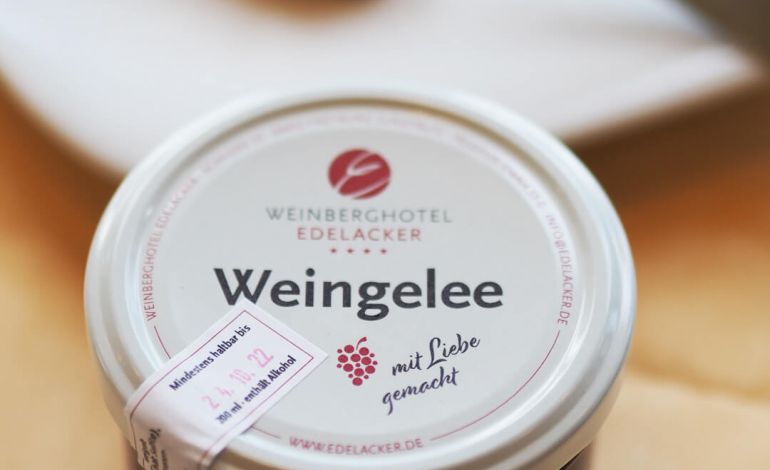 WEINBERGHOTEL
EDELACKER
Weingelee
mit Liebe
gemacht
Mindestens haltbar bis
24.10.22
200 ml - enthält Alkohol
WEINBERGHOTEL EDELACKER
INFO@EDELACKER.DE
WWW.EDELACKER.DE